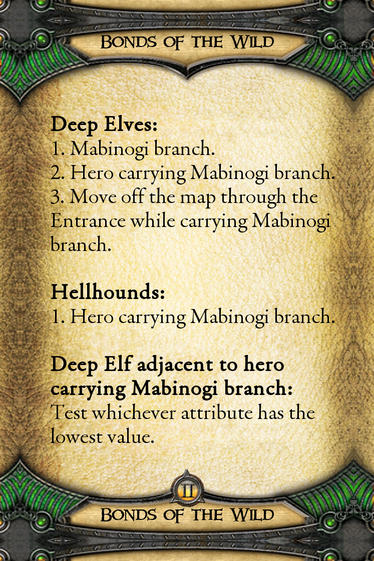 Bonds of the Wild
Deep Elves:
1. Mabinogi branch.
2. Hero carrying Mabinogi branch.
3. Move off the map through the
Entrance while carrying Mabinogi
branch.
Hellhounds:
1. Hero carrying Mabinogi branch.
Deep Elf adjacent to hero
carrying Mabinogi branch:
Test whichever attribute has the
lowest value.
II
Bonds of the Wild